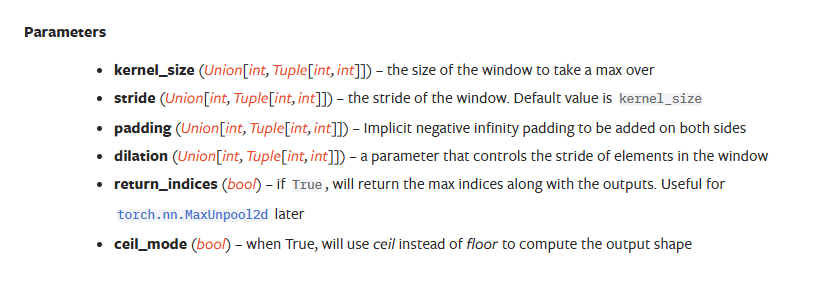 Parameters
• kernel_size (Union[int, Tuple[int, int]]) – the size of the window to take a max over
• stride (Union[int, Tuple[int, int]]) – the stride of the window. Default value is kernel_size
• padding (Union[int, Tuple[int, int]]) – Implicit negative infinity padding to be added on both sides
• dilation (Union[int, Tuple[int, int]]) – a parameter that controls the stride of elements in the window
• return_indices (bool) – if True, will return the max indices along with the outputs. Useful for
torch.nn.MaxUnpool2d later
• ceil_mode (bool) – when True, will use ceil instead of floor to compute the output shape